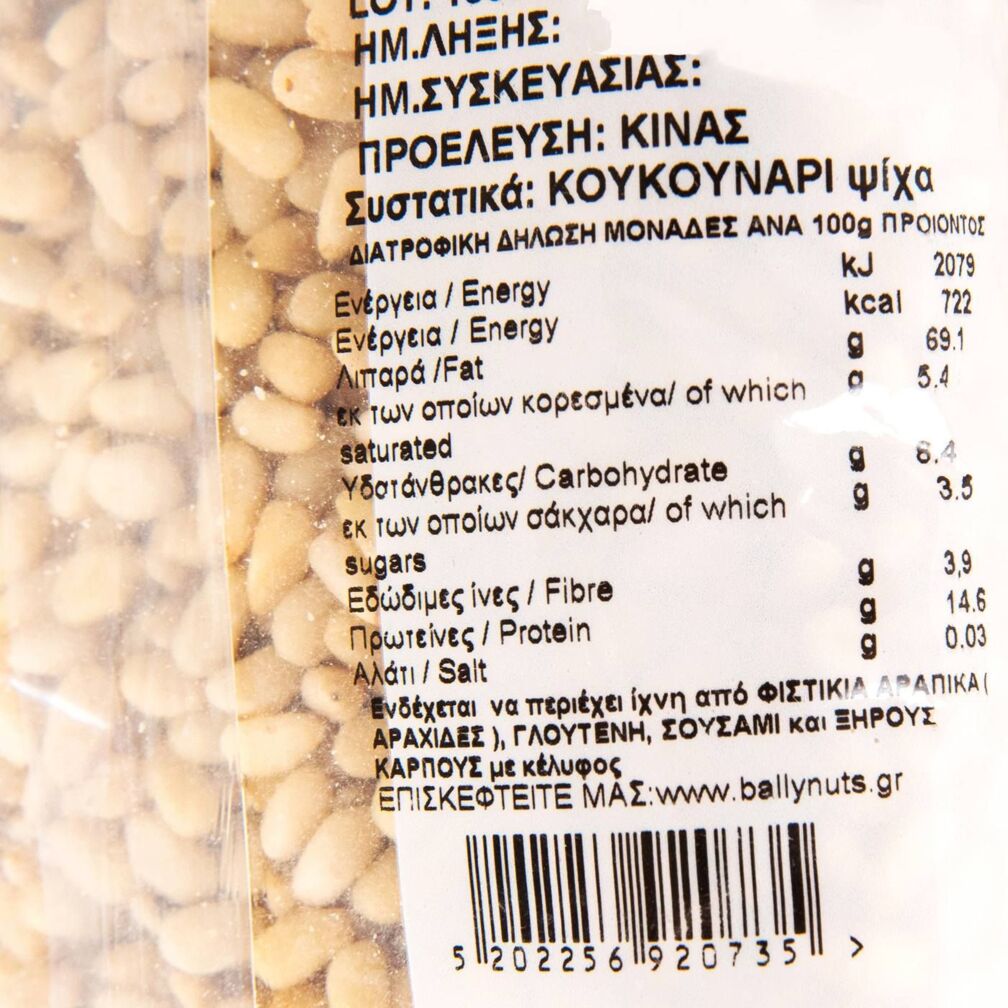 ΗΜ.ΛΗΞΗΣ:
ΗΜ.ΣΥΣΚΕΥΑΣΙΑΣ:
ΠΡΟΕΛΕΥΣΗ: ΚΙΝΑΣ
Συστατικά: ΚΟΥΚΟΥΝΑΡΙ ψίχα
ΔΙΑΤΡΟΦΙΚΗ ΔΗΛΩΣΗ ΜΟΝΑΔΕΣ ΑΝΑ 100g ΠΡΟΙΟΝΤΟΣ
Ενέργεια / Energy kJ 2079
Ενέργεια / Energy kcal 722
Λιπαρά /Fat g 69.1
εκ των οποίων κορεσμένα/ of which g 5.4
saturated
Υδατάνθρακες/ Carbohydrate g 6.4
εκ των οποίων σάκχαρα/ of which g 3.5
sugars
Εδώδιμες ίνες / Fibre g 3,9
Πρωτείνες / Protein g 14.6
Αλάτι / Salt g 0.03
Ενδέχεται να περιέχει ίχνη από ΦΙΣΤΙΚΙΑ ΑΡΑΠΙΚΑ(
ΑΡΑΧΙΔΕΣ ), ΓΛΟΥΤΕΝΗ, ΣΟΥΣΑΜΙ και ΞΗΡΟΥΣ
ΚΑΡΠΟΥΣ με κέλυφος
ΕΠΙΣΚΕΦΤΕΙΤΕ ΜΑΣ:www.ballynuts.gr
5 202256 920735 >